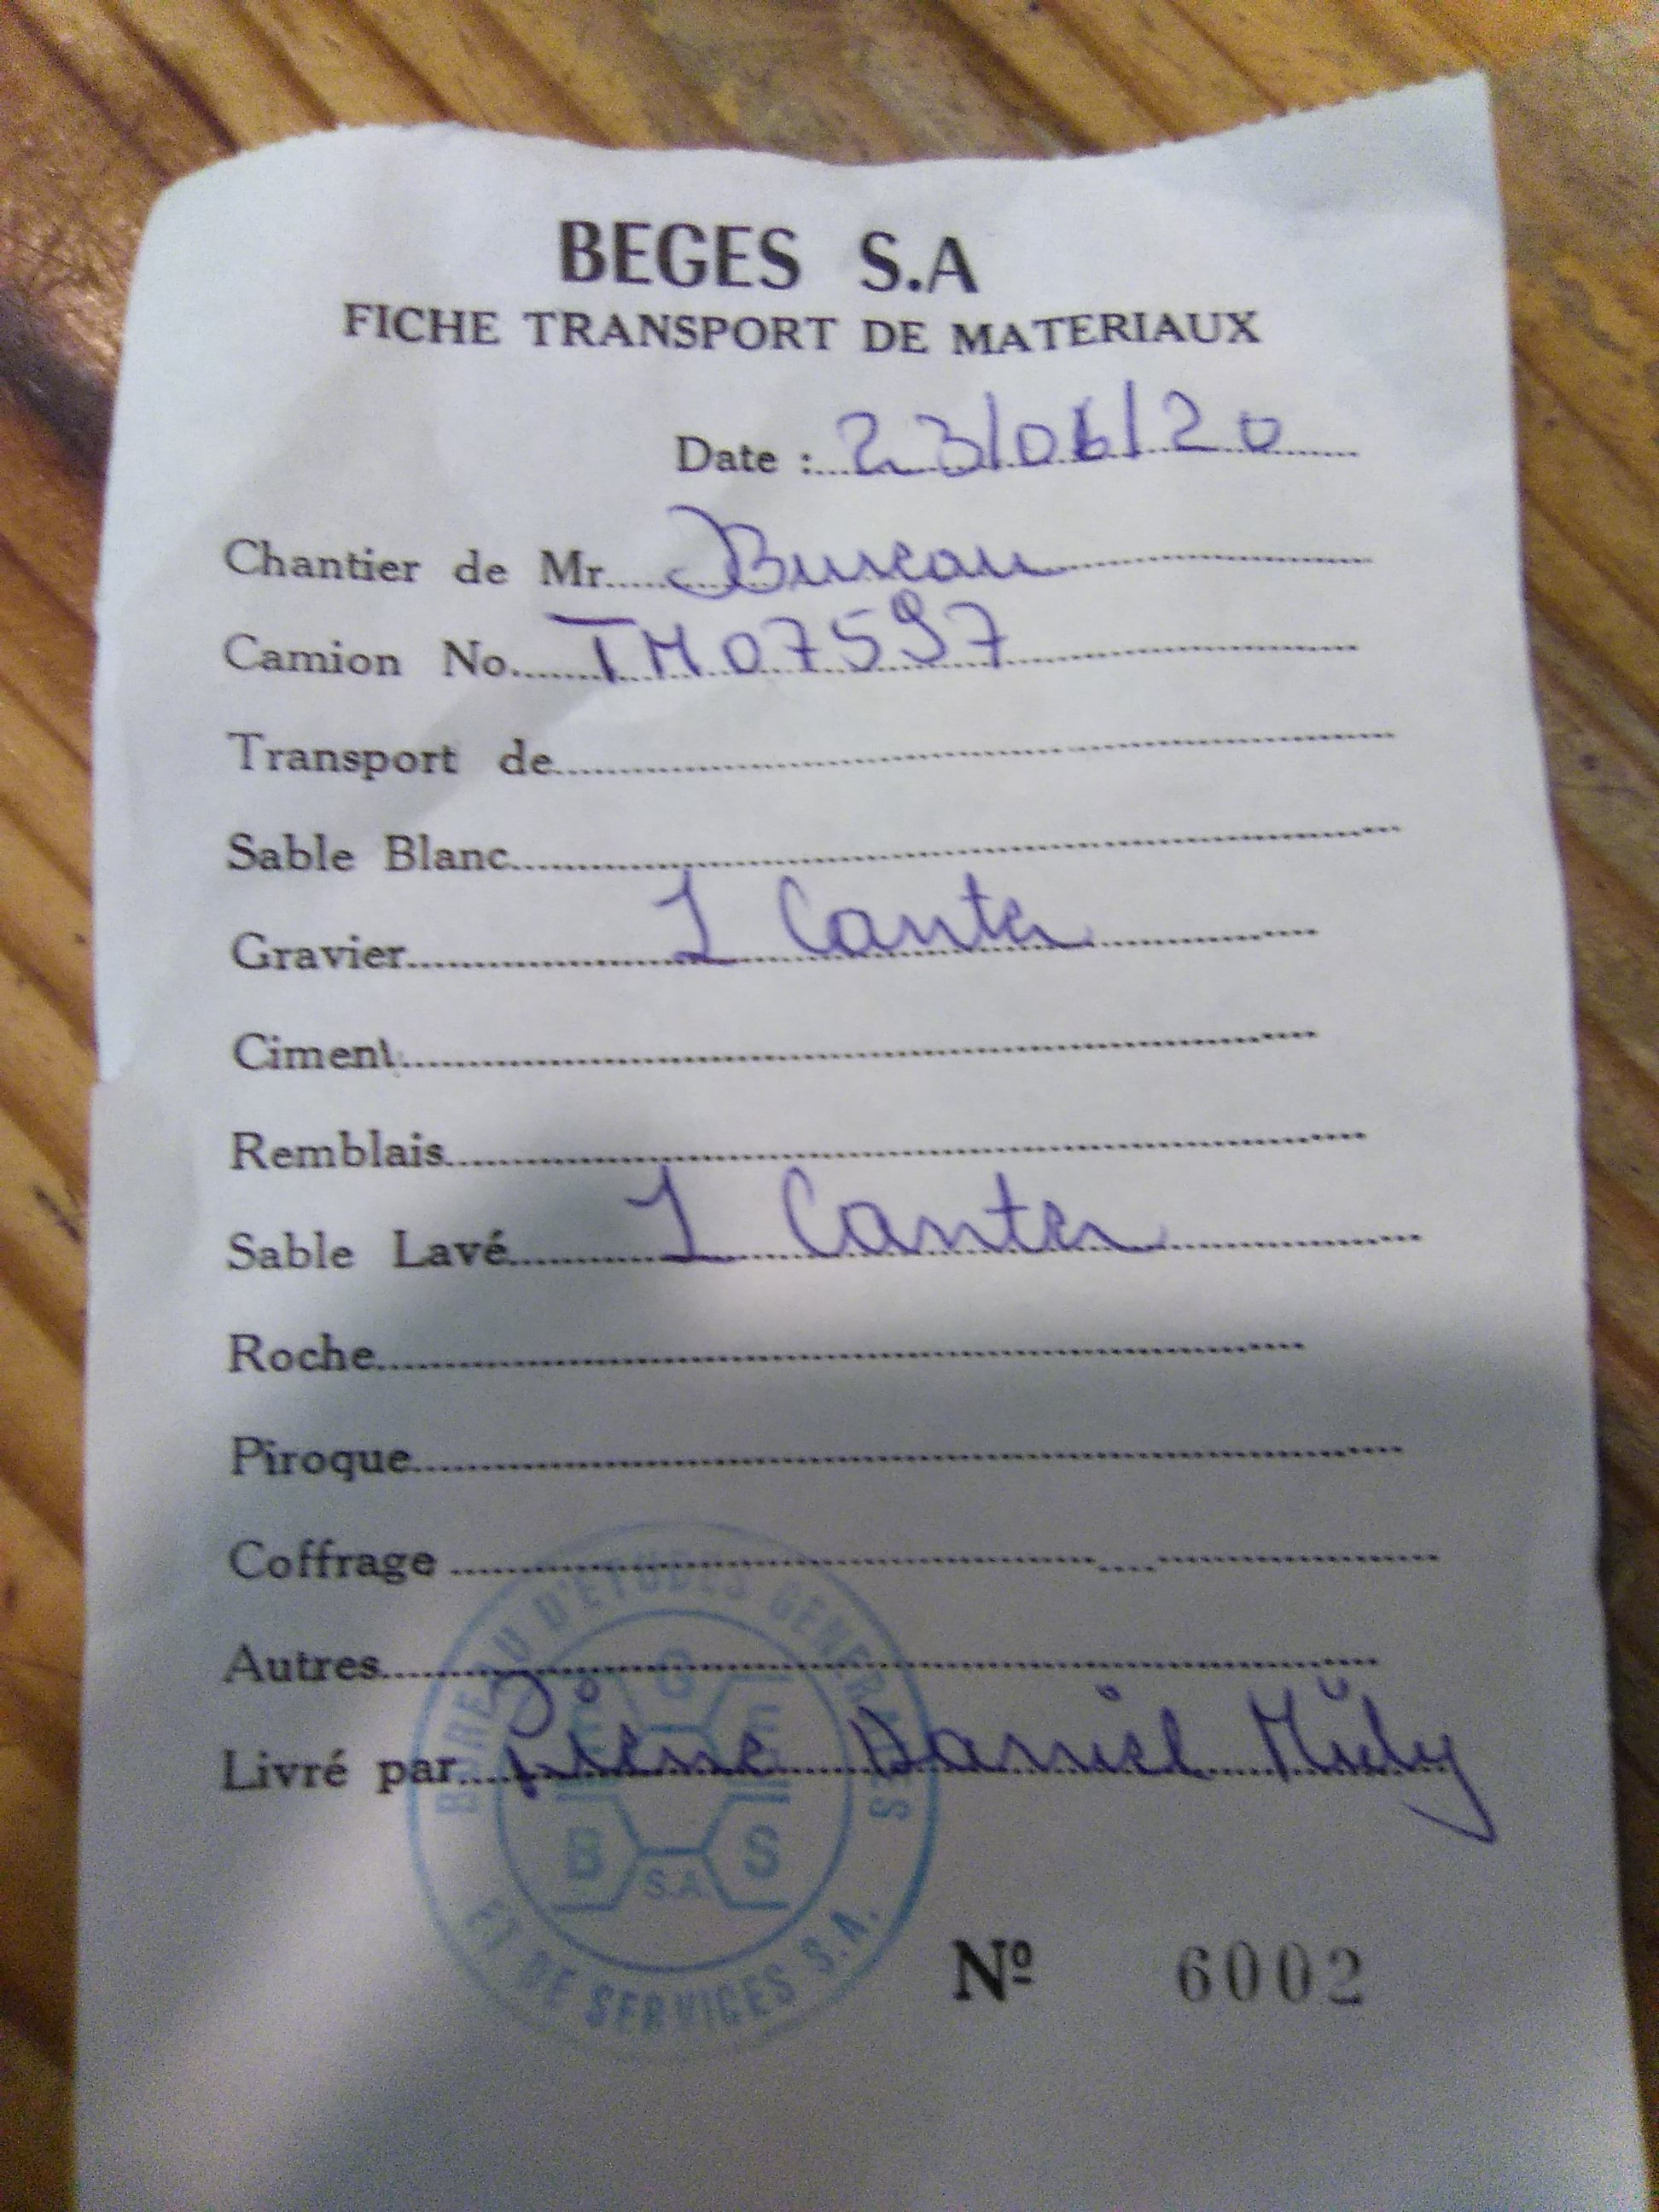 BEGES S.A
FICHE TRANSPORT DE MATERIAUX
Date : 23/06/20
Chantier de Mr Bureau
Camion No. TM07597
Transport de
Sable Blanc
Gravier 1 Canter
Ciment
Remblais
Sable Lavé 1 Canter
Roche
Piroque
Coffrage
Autres
Livré par Pierre Daniel
BUREAU D'ETUDES GENERALES
ET DE SERVICES S.A.
G
E E
B S
S.A
Nº 6002